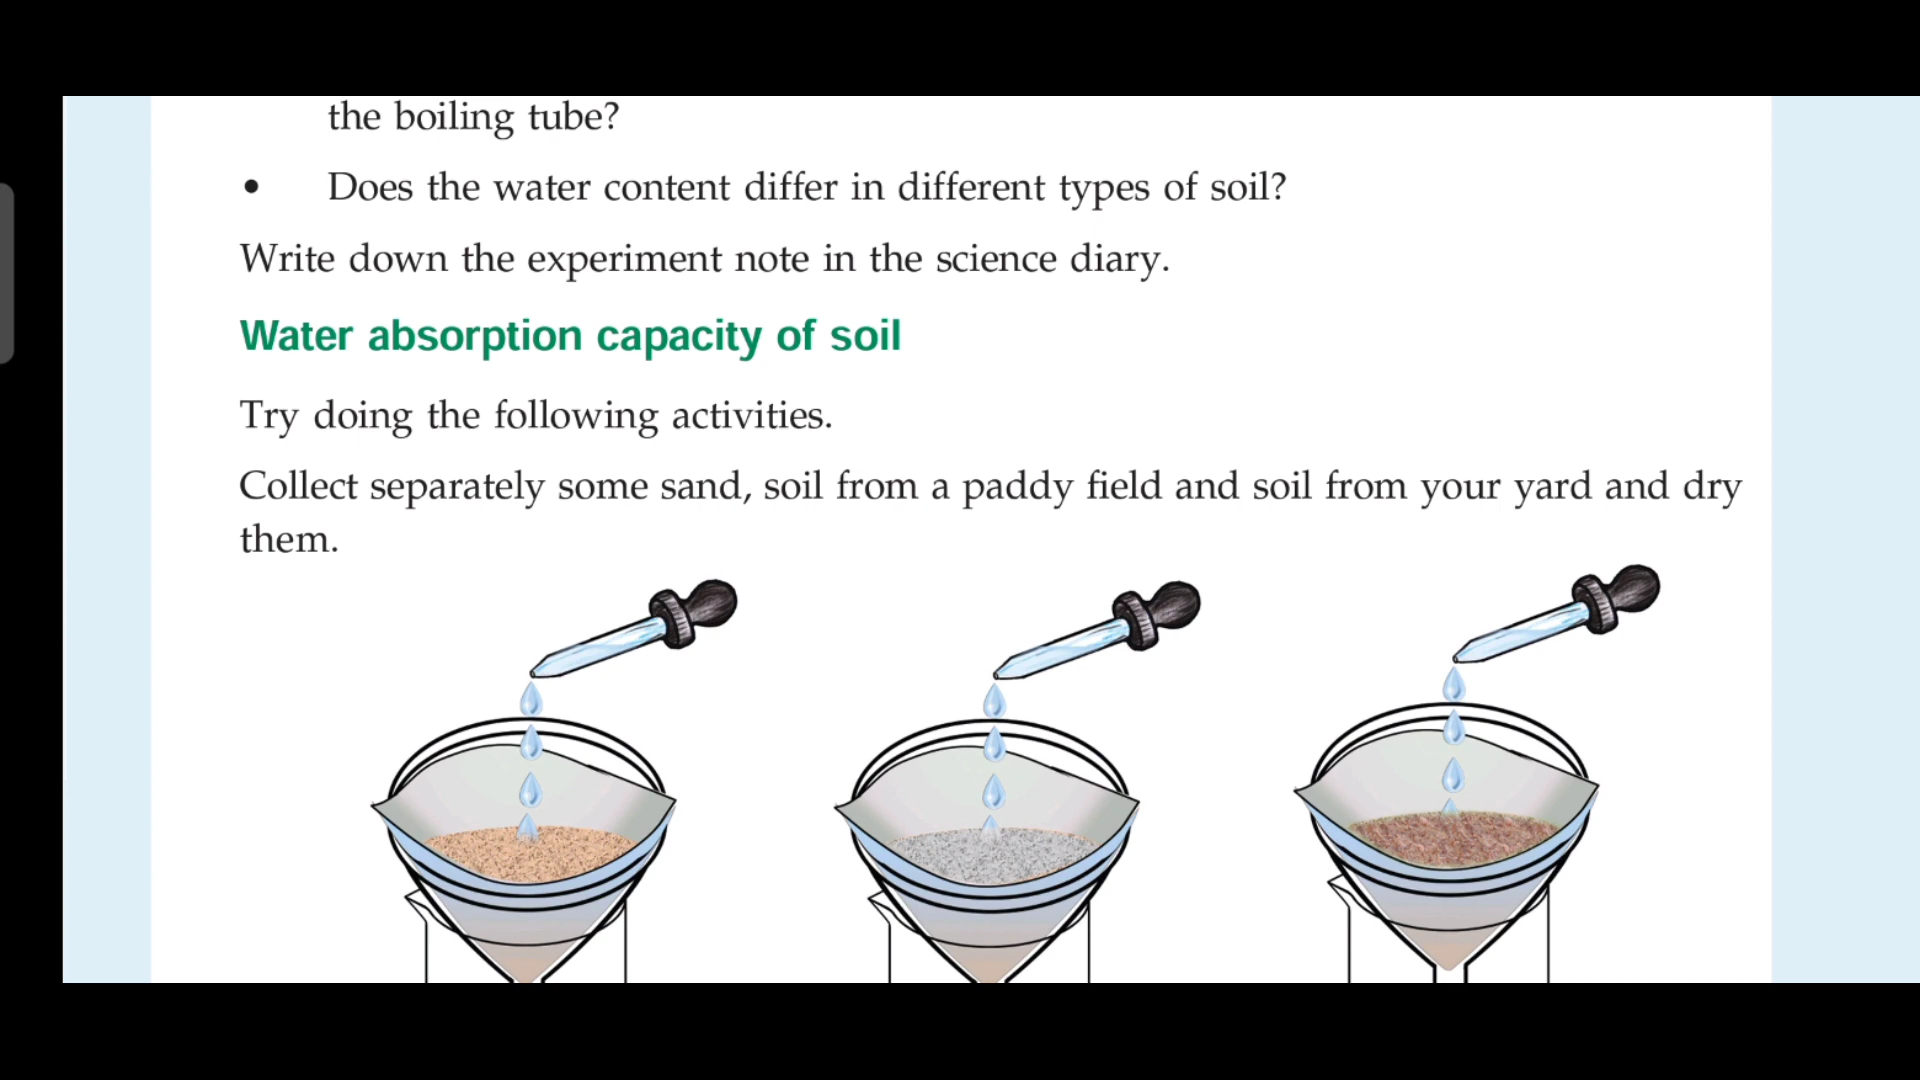 the boiling tube?
• Does the water content differ in different types of soil?
Write down the experiment note in the science diary.
Water absorption capacity of soil
Try doing the following activities.
Collect separately some sand, soil from a paddy field and soil from your yard and dry
them.